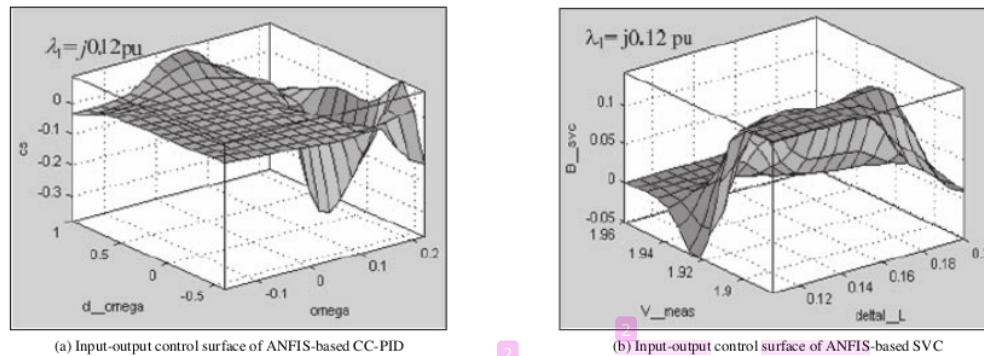 λ₁=j0.12pu
0
-0.1
-0.2
-0.3
cs
1
0.5
0
-0.5
d__omega
-0.1
0
0.1
0.2
omega
(a) Input-output control surface of ANFIS-based CC-PID
λ₁= j0.12 pu
0.1
0.05
0
-0.05
B__svc
1.96
1.94
1.92
1.9
V__meas
0.12
0.14
0.16
0.18
deltal__L
2
(b) Input-output control surface of ANFIS-based SVC
2